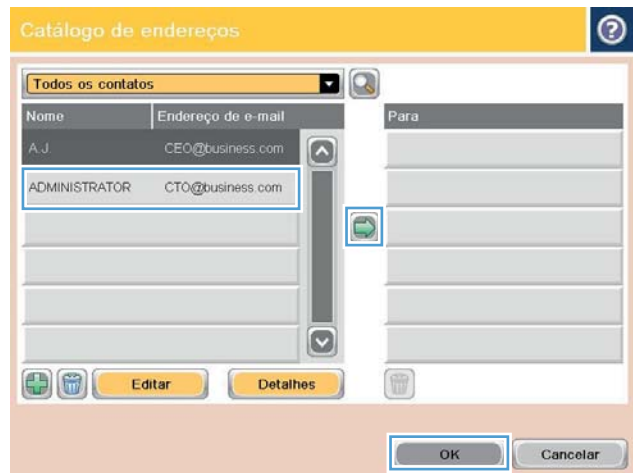 Catálogo de endereços
Todos os contatos
Nome Endereço de e-mail Para
A.J. CEO@business.com
ADMINISTRATOR CTO@business.com
Editar Detalhes
OK Cancelar